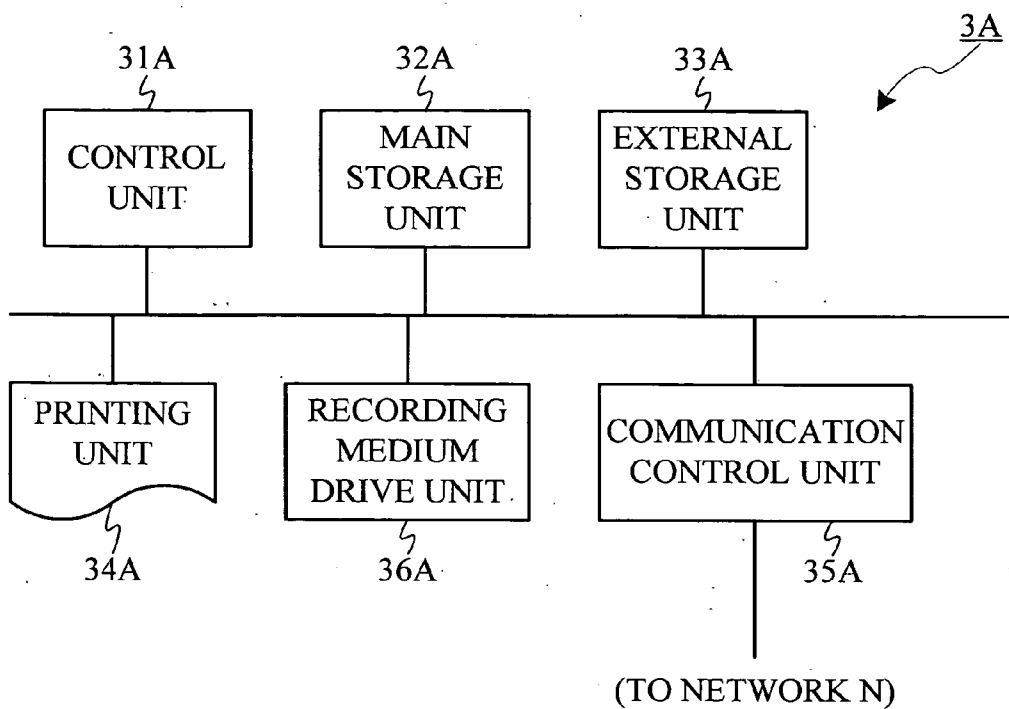 3A
31A
32A
33A
CONTROL
UNIT
MAIN
STORAGE
UNIT
EXTERNAL
STORAGE
UNIT
PRINTING
UNIT
RECORDING
MEDIUM
DRIVE UNIT
COMMUNICATION
CONTROL UNIT
34A
36A
35A
(TO NETWORK N)